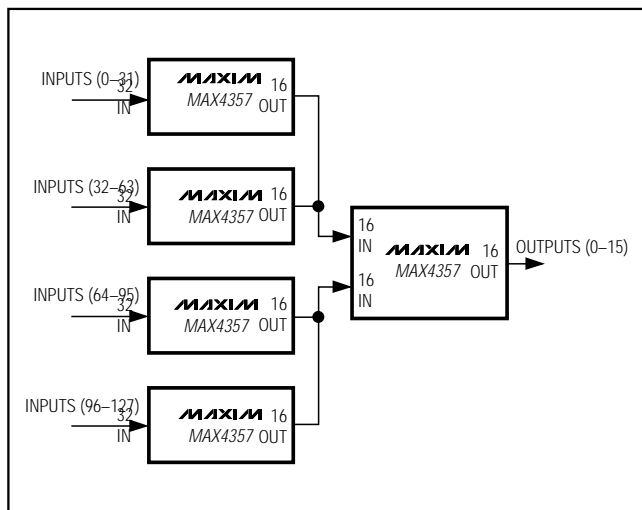 INPUTS (0–31)
32
IN
MAXIM
MAX4357
16
OUT
INPUTS (32–63)
32
IN
MAXIM
MAX4357
16
OUT
16
IN
16
IN
MAXIM
MAX4357
16
OUT
OUTPUTS (0–15)
INPUTS (64–95)
32
IN
MAXIM
MAX4357
16
OUT
INPUTS (96–127)
32
IN
MAXIM
MAX4357
16
OUT